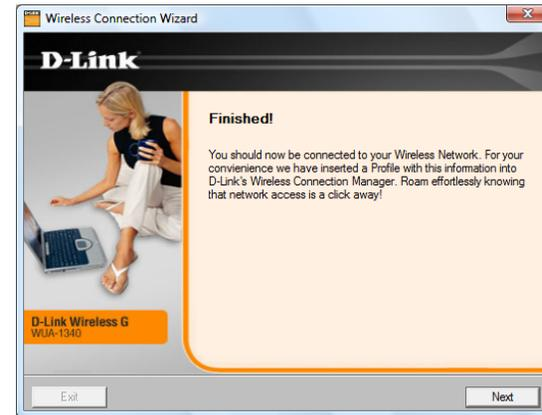 Wireless Connection Wizard
D-Link
Finished!
You should now be connected to your Wireless Network. For your
convienience we have inserted a Profile with this information into
D-Link's Wireless Connection Manager. Roam effortlessly knowing
that network access is a click away!
D-Link Wireless G
WUA-1340
Exit
Next